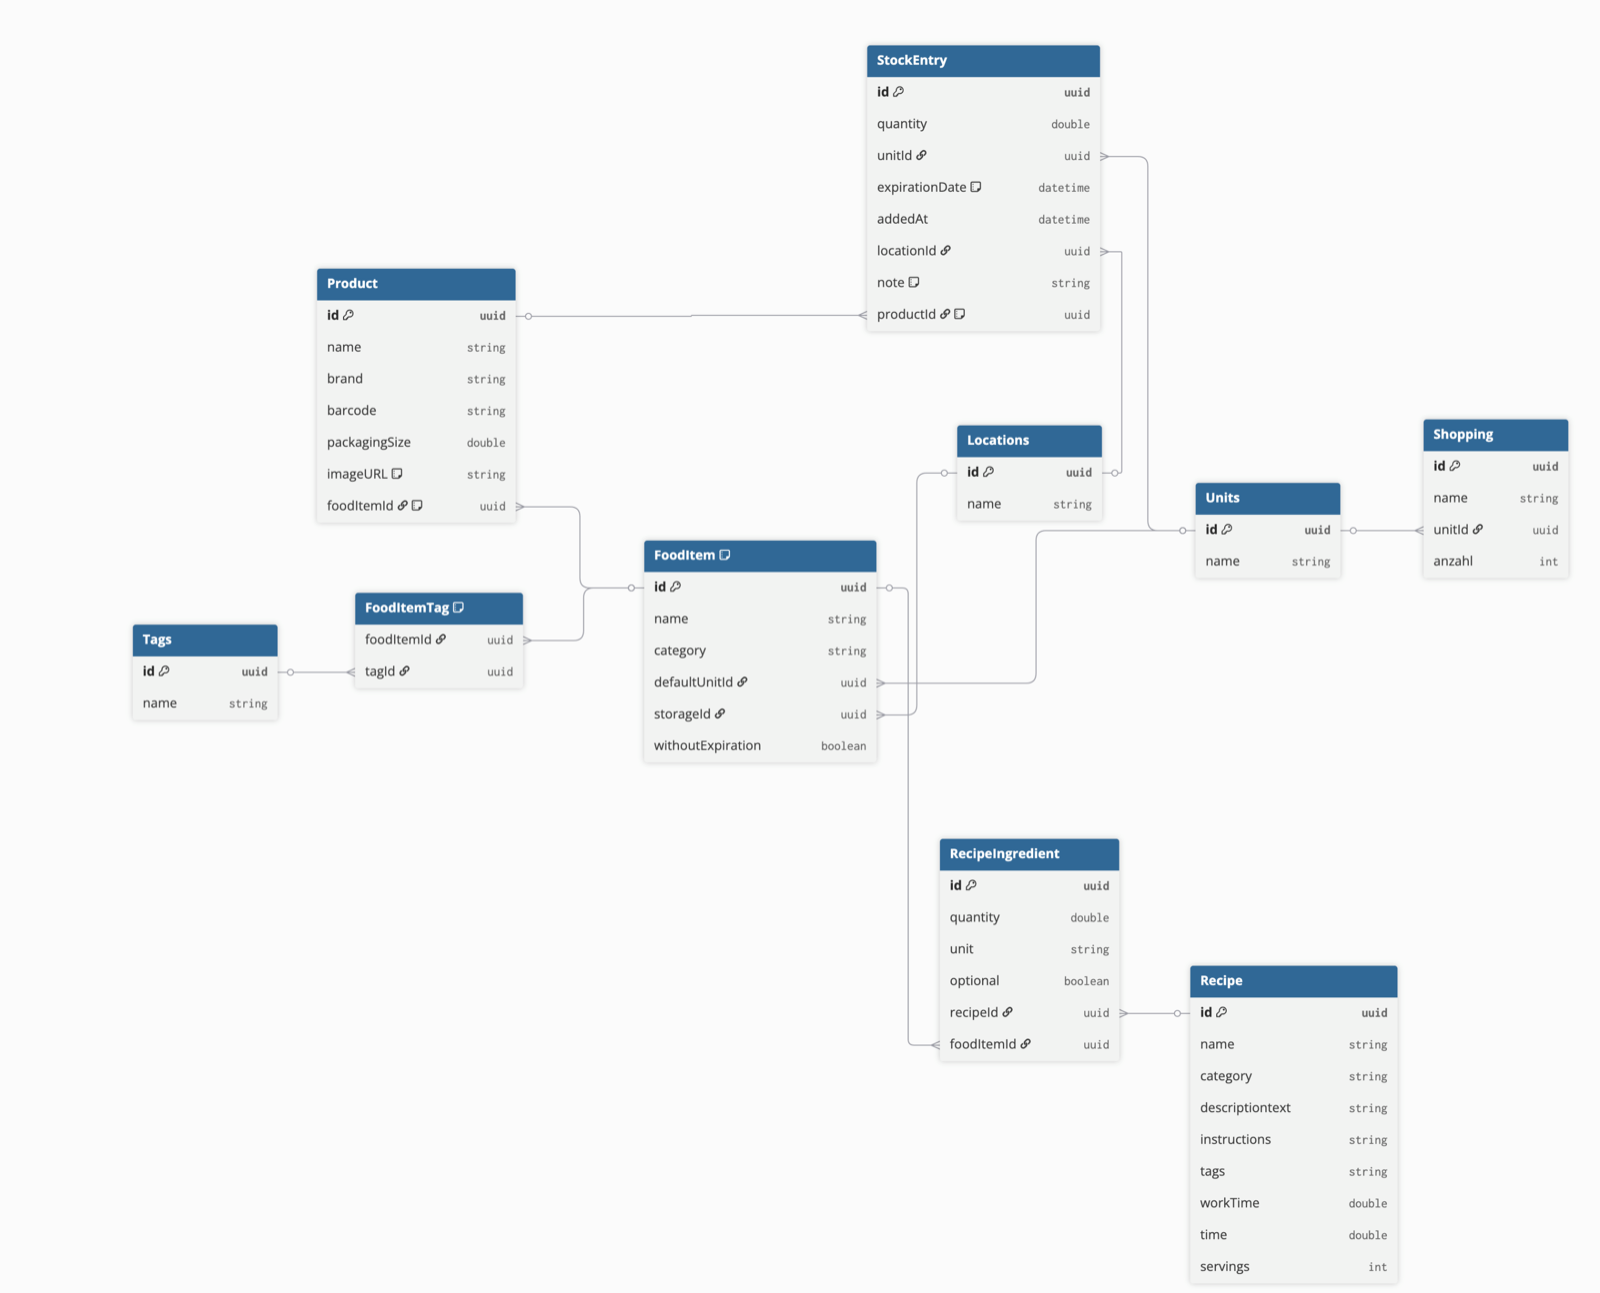 StockEntry
id uuid
quantity double
unitId uuid
expirationDate datetime
addedAt datetime
locationId uuid
note string
productId uuid
Product
id uuid
name string
brand string
barcode string
packagingSize double
imageURL string
foodItemId uuid
Locations
id uuid
name string
Shopping
id uuid
name string
unitId uuid
anzahl int
Units
id uuid
name string
FoodItem
id uuid
name string
category string
defaultUnitId uuid
storageId uuid
withoutExpiration boolean
FoodItemTag
foodItemId uuid
tagId uuid
Tags
id uuid
name string
RecipeIngredient
id uuid
quantity double
unit string
optional boolean
recipeId uuid
foodItemId uuid
Recipe
id uuid
name string
category string
descriptiontext string
instructions string
tags string
workTime double
time double
servings int